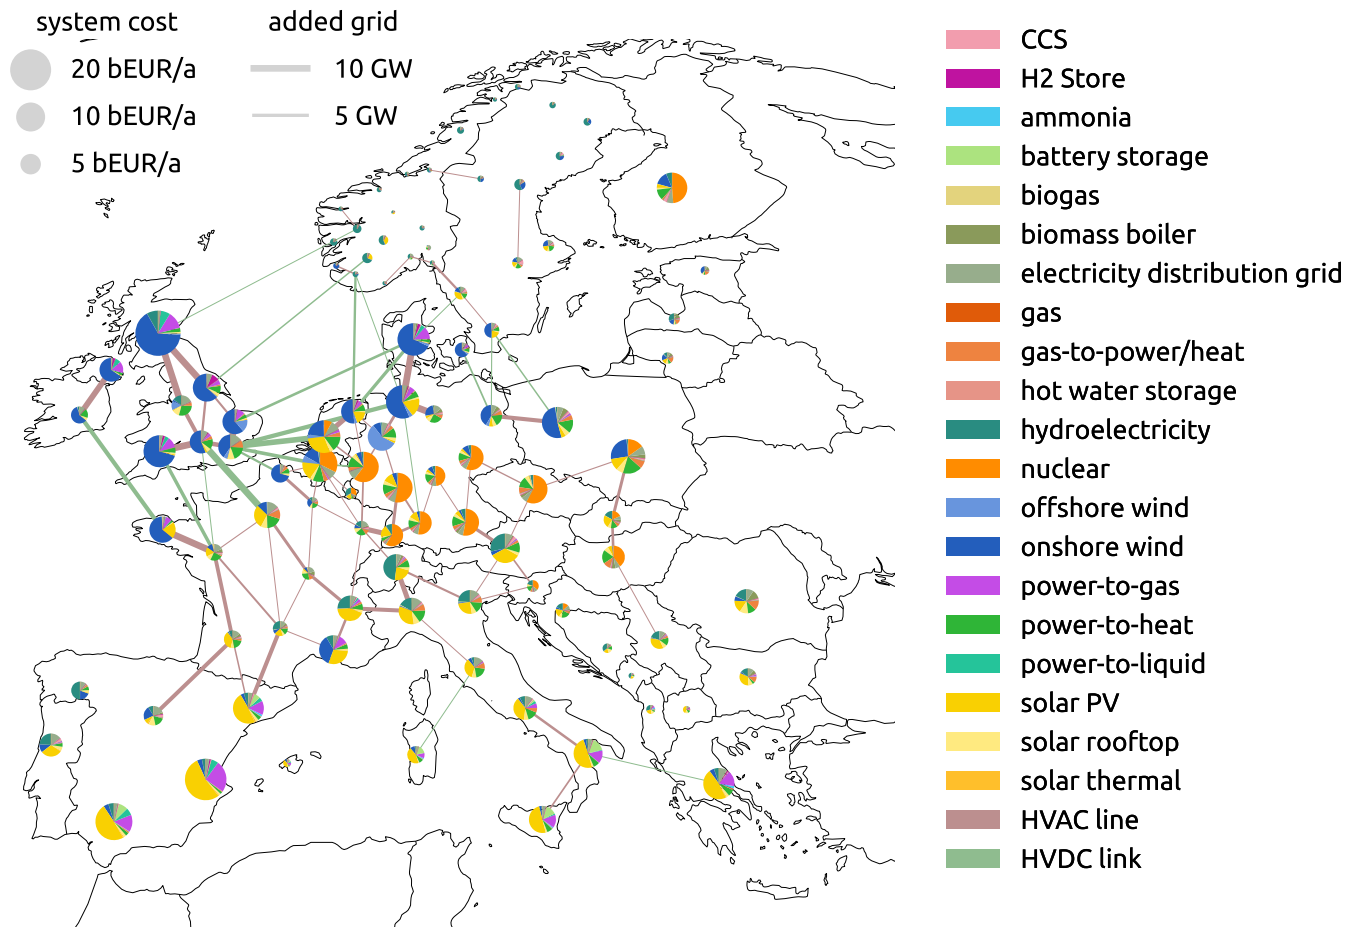 system cost
added grid
20 bEUR/a
10 GW
10 bEUR/a
5 GW
5 bEUR/a
CCS
H2 Store
ammonia
battery storage
biogas
biomass boiler
electricity distribution grid
gas
gas-to-power/heat
hot water storage
hydroelectricity
nuclear
offshore wind
onshore wind
power-to-gas
power-to-heat
power-to-liquid
solar PV
solar rooftop
solar thermal
HVAC line
HVDC link